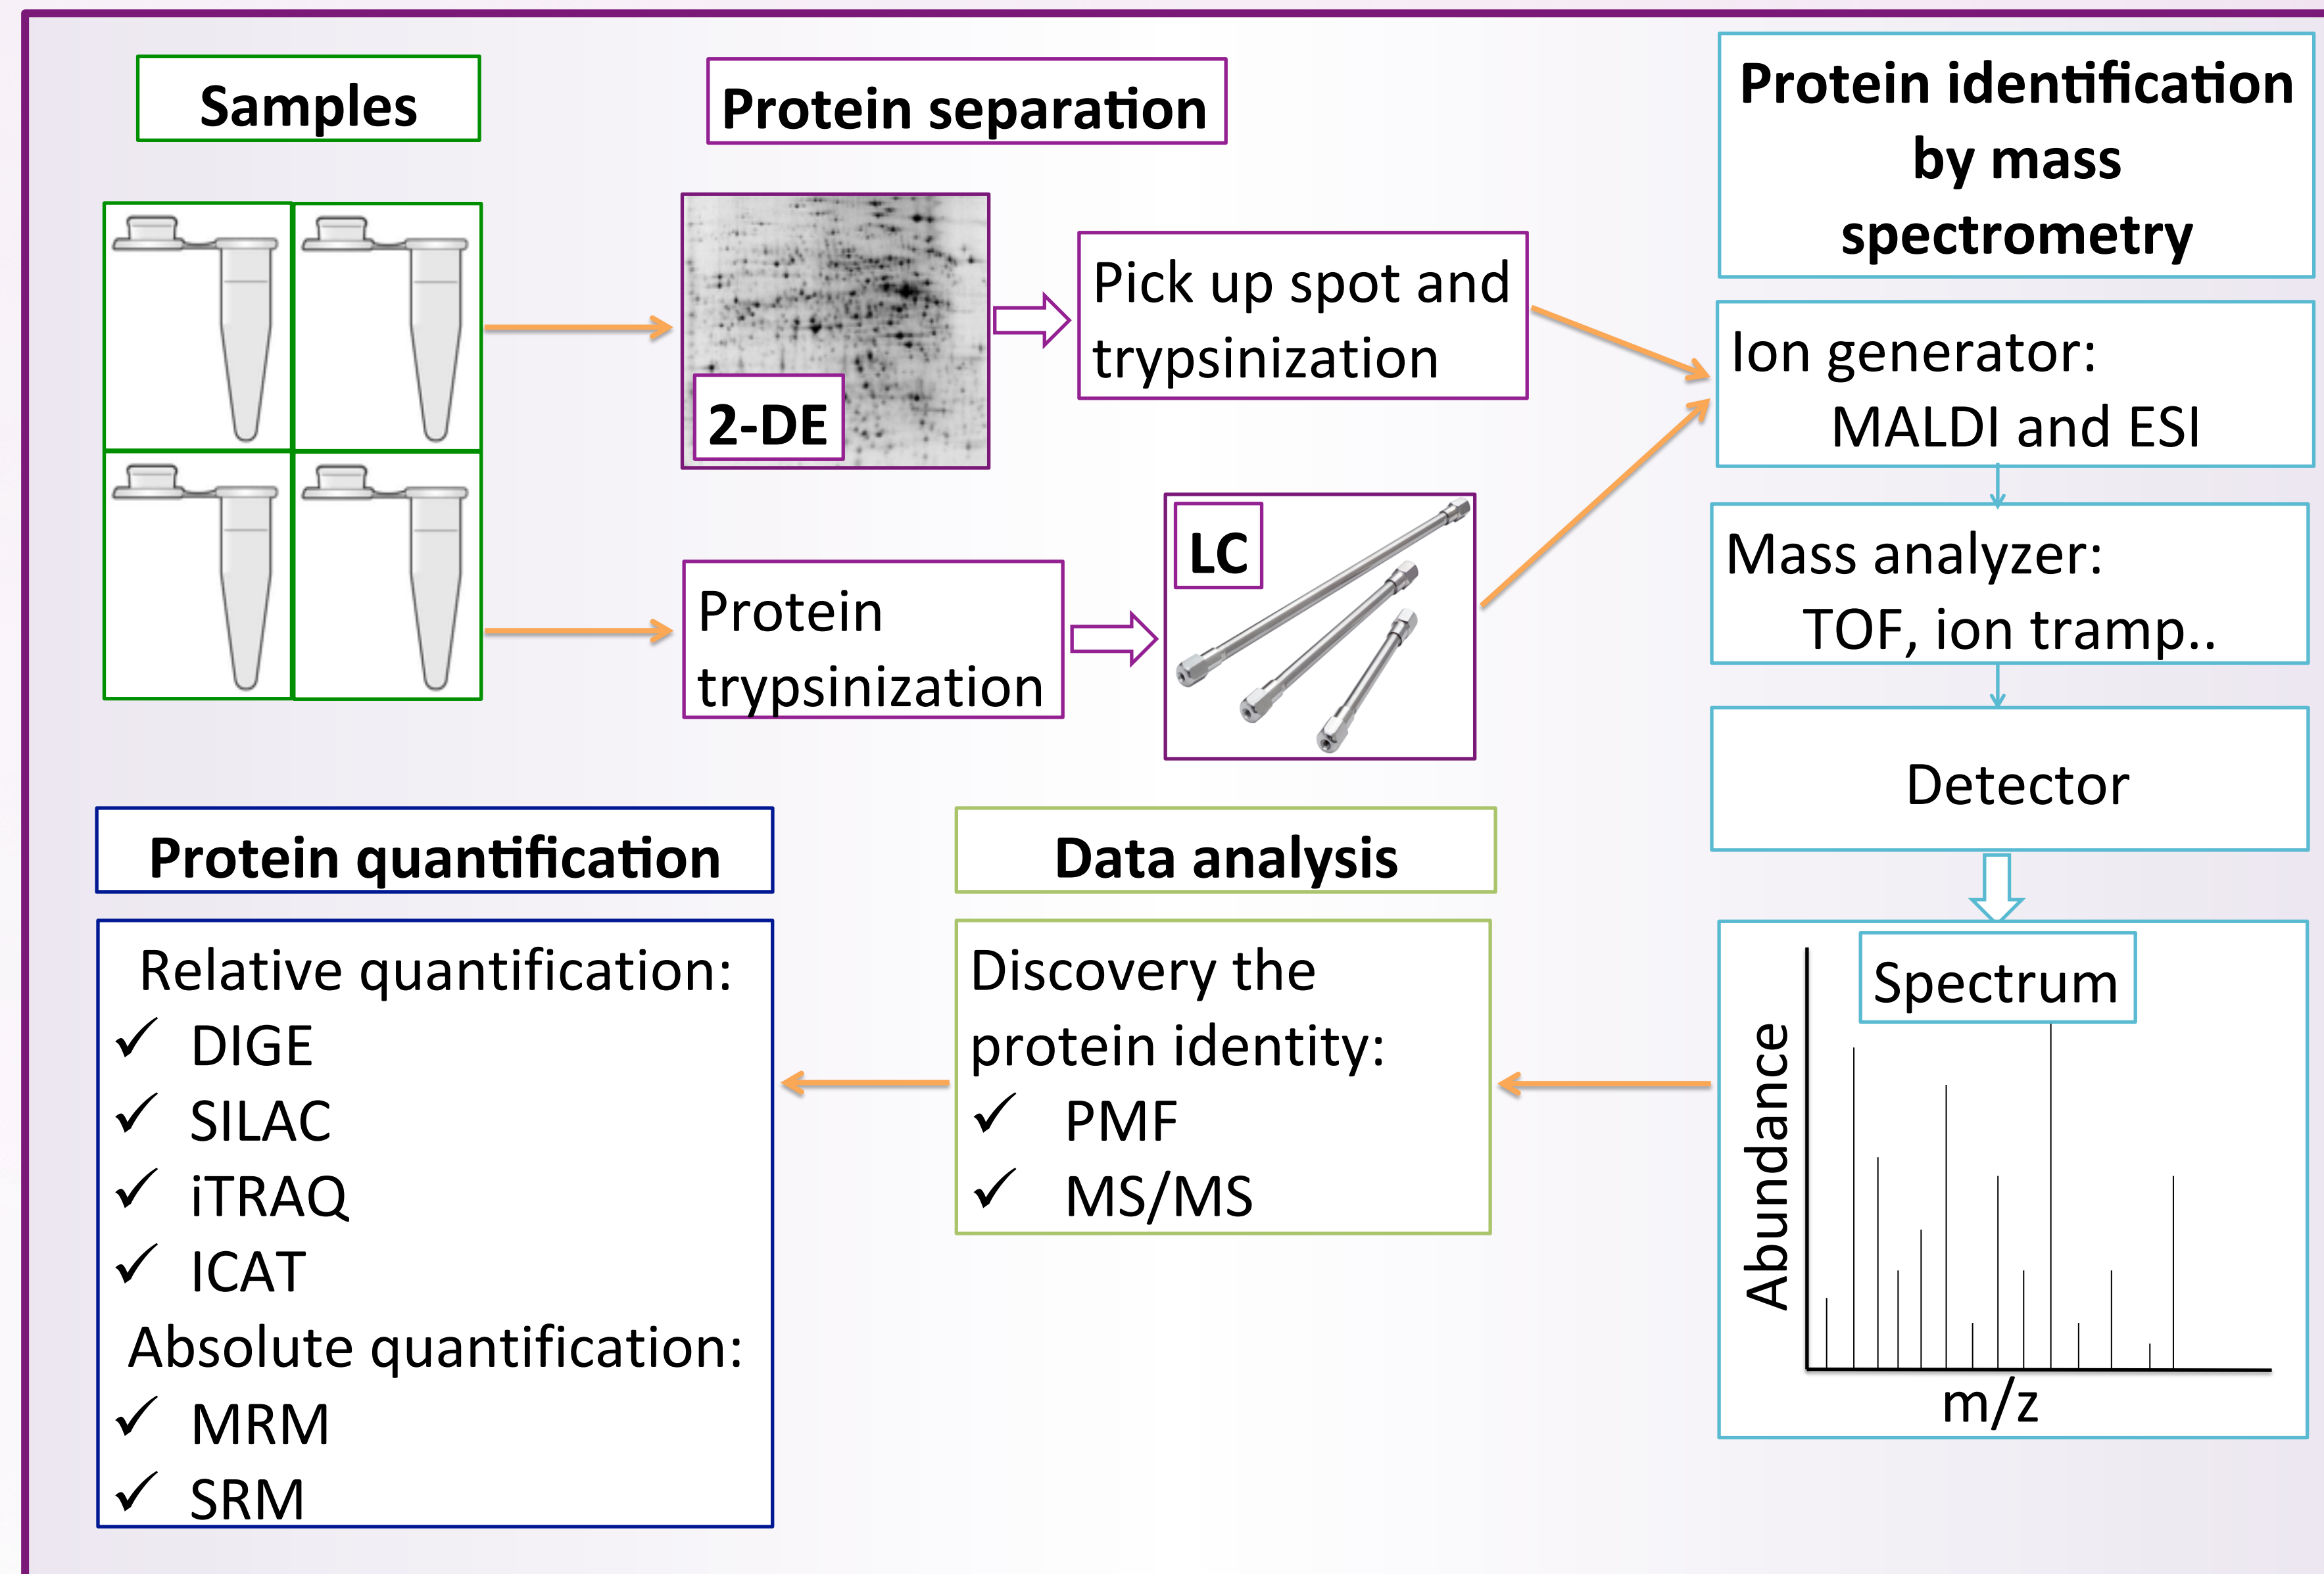 Samples
Protein separation
Protein identification
by mass
spectrometry
2-DE
Pick up spot and
trypsinization
Protein
trypsinization
LC
Ion generator:
MALDI and ESI
Mass analyzer:
TOF, ion tramp..
Detector
Spectrum
Abundance
m/z
Data analysis
Discovery the
protein identity:
✓ PMF
✓ MS/MS
Protein quantification
Relative quantification:
✓ DIGE
✓ SILAC
✓ iTRAQ
✓ ICAT
Absolute quantification:
✓ MRM
✓ SRM